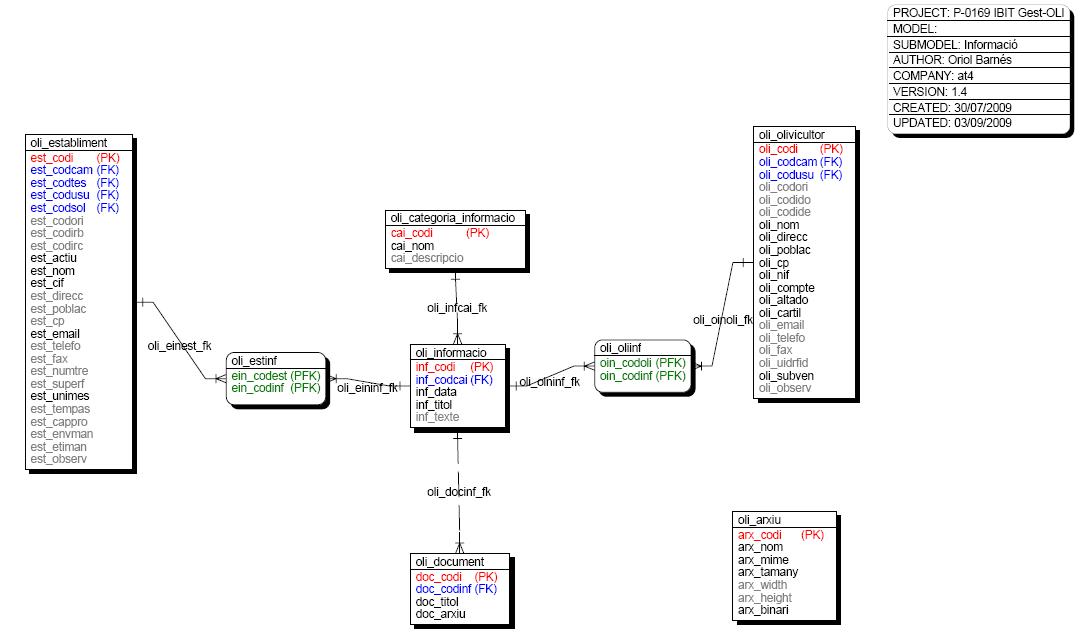 PROJECT: P-0169 IBIT Gest-OLI
MODEL:
SUBMODEL: Informació
AUTHOR: Oriol Barnés
COMPANY: at4
VERSION: 1.4
CREATED: 30/07/2009
UPDATED: 03/09/2009
oli_establiment
est_codi (PK)
est_codcam (FK)
est_codtes (FK)
est_codusu (FK)
est_codsol (FK)
est_codori
est_codirb
est_codirc
est_actiu
est_nom
est_cif
est_direcc
est_poblac
est_cp
est_email
est_telefo
est_fax
est_numtre
est_superf
est_unimes
est_tempas
est_cappro
est_envman
est_etiman
est_observ
oli_einest_fk
oli_estinf
ein_codest (PFK)
ein_codinf (PFK)
oli_eininf_fk
oli_categoria_informacio
cai_codi (PK)
cai_nom
cai_descripcio
oli_infcai_fk
oli_informacio
inf_codi (PK)
inf_codcai (FK)
inf_data
inf_titol
inf_texte
oli_docinf_fk
oli_document
doc_codi (PK)
doc_codinf (FK)
doc_titol
doc_arxiu
oli_oininf_fk
oli_oliinf
oin_codoli (PFK)
oin_codinf (PFK)
oli_oinoli_fk
oli_olivicultor
oli_codi (PK)
oli_codcam (FK)
oli_codusu (FK)
oli_codori
oli_codido
oli_codide
oli_nom
oli_direcc
oli_poblac
oli_cp
oli_nif
oli_compte
oli_altado
oli_cartil
oli_email
oli_telefo
oli_fax
oli_uidrfid
oli_subven
oli_observ
oli_arxiu
arx_codi (PK)
arx_nom
arx_mime
arx_tamany
arx_width
arx_height
arx_binari